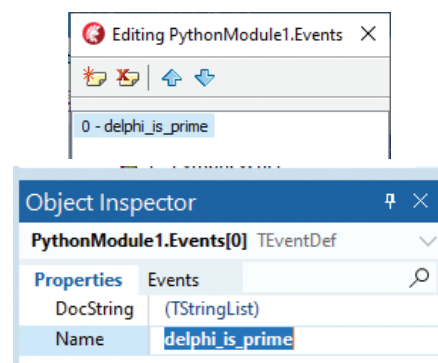 Editing PythonModule1.Events
0 - delphi_is_prime
Object Inspector
PythonModule1.Events[0] TEventDef
Properties Events
DocString (TStringList)
Name delphi_is_prime